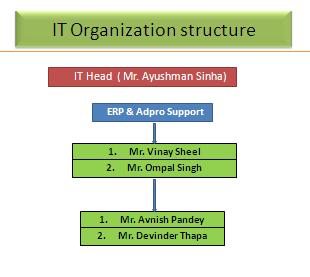 IT Organization structure
IT Head ( Mr. Ayushman Sinha)
ERP & Adpro Support
1. Mr. Vinay Sheel
2. Mr. Ompal Singh
1. Mr. Avnish Pandey
2. Mr. Devinder Thapa